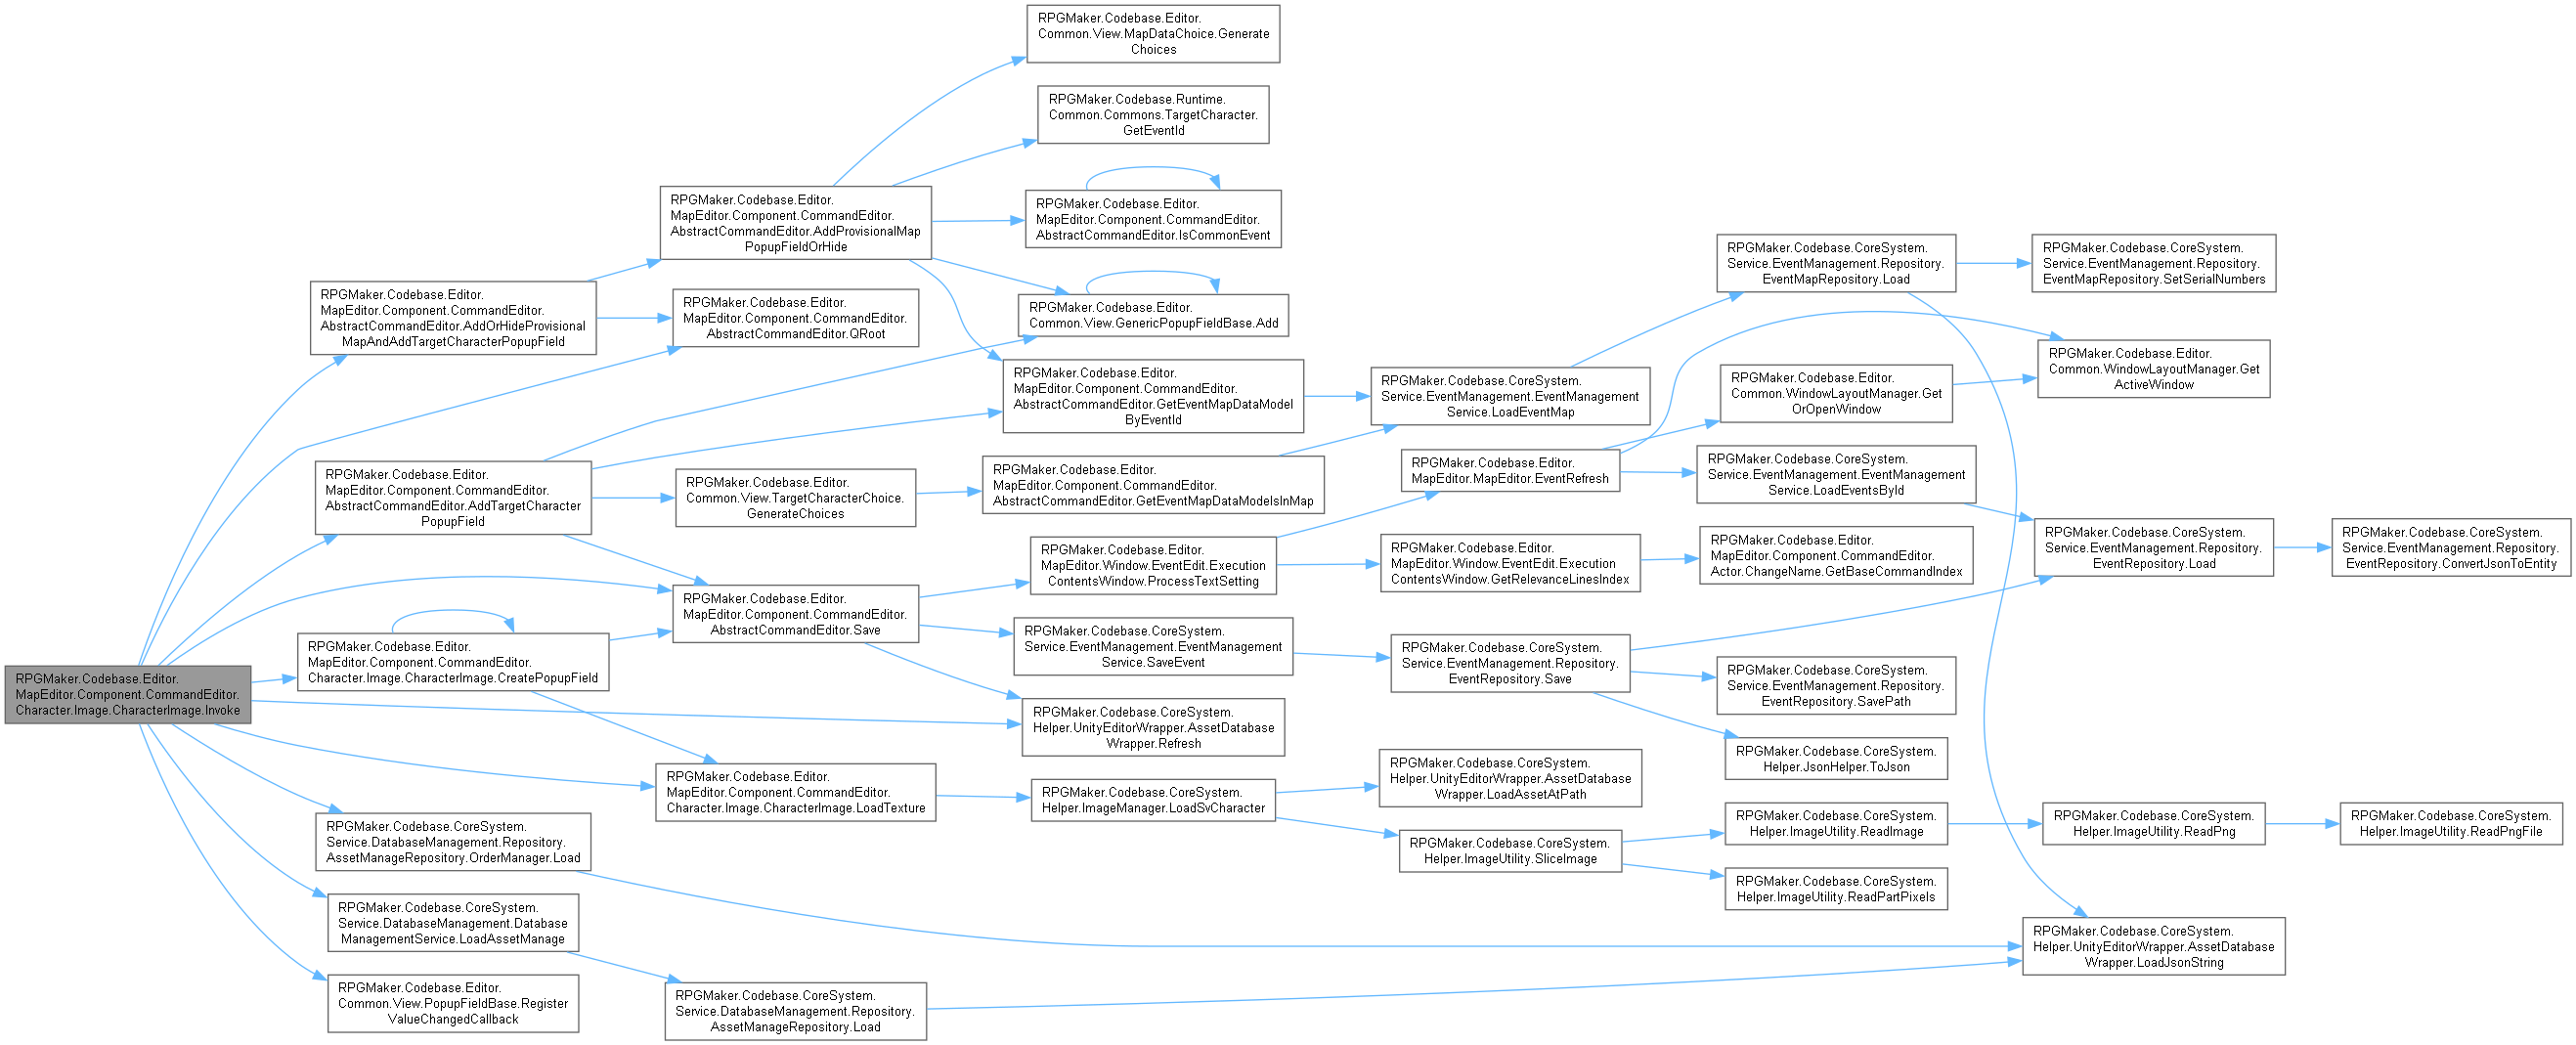 RPGMaker.Codebase.Editor.
MapEditor.Component.CommandEditor.
Character.Image.CharacterImage.Invoke
RPGMaker.Codebase.Editor.
MapEditor.Component.CommandEditor.
AbstractCommandEditor.AddOrHideProvisional
MapAndAddTargetCharacterPopupField
RPGMaker.Codebase.Editor.
MapEditor.Component.CommandEditor.
AbstractCommandEditor.AddTargetCharacter
PopupField
RPGMaker.Codebase.Editor.
MapEditor.Component.CommandEditor.
Character.Image.CharacterImage.CreatePopupField
RPGMaker.Codebase.CoreSystem.
Service.DatabaseManagement.Repository.
AssetManageRepository.OrderManager.Load
RPGMaker.Codebase.CoreSystem.
Service.DatabaseManagement.Database
ManagementService.LoadAssetManage
RPGMaker.Codebase.Editor.
Common.View.PopupFieldBase.Register
ValueChangedCallback
RPGMaker.Codebase.Editor.
MapEditor.Component.CommandEditor.
AbstractCommandEditor.AddProvisionalMap
PopupFieldOrHide
RPGMaker.Codebase.Editor.
MapEditor.Component.CommandEditor.
AbstractCommandEditor.QRoot
RPGMaker.Codebase.Editor.
Common.View.TargetCharacterChoice.
GenerateChoices
RPGMaker.Codebase.Editor.
MapEditor.Component.CommandEditor.
AbstractCommandEditor.Save
RPGMaker.Codebase.Editor.
MapEditor.Component.CommandEditor.
Character.Image.CharacterImage.LoadTexture
RPGMaker.Codebase.CoreSystem.
Service.DatabaseManagement.Repository.
AssetManageRepository.Load
RPGMaker.Codebase.Editor.
Common.View.MapDataChoice.Generate
Choices
RPGMaker.Codebase.Runtime.
Common.Commons.TargetCharacter.
GetEventId
RPGMaker.Codebase.Editor.
MapEditor.Component.CommandEditor.
AbstractCommandEditor.IsCommonEvent
RPGMaker.Codebase.Editor.
Common.View.GenericPopupFieldBase.Add
RPGMaker.Codebase.Editor.
MapEditor.Component.CommandEditor.
AbstractCommandEditor.GetEventMapDataModel
ByEventId
RPGMaker.Codebase.Editor.
MapEditor.Component.CommandEditor.
AbstractCommandEditor.GetEventMapDataModelsInMap
RPGMaker.Codebase.Editor.
MapEditor.Window.EventEdit.Execution
ContentsWindow.ProcessTextSetting
RPGMaker.Codebase.CoreSystem.
Service.EventManagement.EventManagement
Service.SaveEvent
RPGMaker.Codebase.CoreSystem.
Helper.UnityEditorWrapper.AssetDatabase
Wrapper.Refresh
RPGMaker.Codebase.CoreSystem.
Helper.ImageManager.LoadSvCharacter
RPGMaker.Codebase.CoreSystem.
Service.EventManagement.EventManagement
Service.LoadEventMap
RPGMaker.Codebase.Editor.
MapEditor.MapEditor.EventRefresh
RPGMaker.Codebase.Editor.
MapEditor.Window.EventEdit.Execution
ContentsWindow.GetRelevanceLinesIndex
RPGMaker.Codebase.CoreSystem.
Service.EventManagement.Repository.
EventRepository.Save
RPGMaker.Codebase.CoreSystem.
Helper.UnityEditorWrapper.AssetDatabase
Wrapper.LoadAssetAtPath
RPGMaker.Codebase.CoreSystem.
Helper.ImageUtility.SliceImage
RPGMaker.Codebase.CoreSystem.
Service.EventManagement.Repository.
EventMapRepository.Load
RPGMaker.Codebase.Editor.
Common.WindowLayoutManager.Get
OrOpenWindow
RPGMaker.Codebase.CoreSystem.
Service.EventManagement.EventManagement
Service.LoadEventsById
RPGMaker.Codebase.Editor.
MapEditor.Component.CommandEditor.
Actor.ChangeName.GetBaseCommandIndex
RPGMaker.Codebase.CoreSystem.
Service.EventManagement.Repository.
EventRepository.SavePath
RPGMaker.Codebase.CoreSystem.
Helper.JsonHelper.ToJson
RPGMaker.Codebase.CoreSystem.
Helper.ImageUtility.ReadImage
RPGMaker.Codebase.CoreSystem.
Helper.ImageUtility.ReadPartPixels
RPGMaker.Codebase.CoreSystem.
Service.EventManagement.Repository.
EventMapRepository.SetSerialNumbers
RPGMaker.Codebase.Editor.
Common.WindowLayoutManager.Get
ActiveWindow
RPGMaker.Codebase.CoreSystem.
Service.EventManagement.Repository.
EventRepository.Load
RPGMaker.Codebase.CoreSystem.
Helper.ImageUtility.ReadPng
RPGMaker.Codebase.CoreSystem.
Helper.UnityEditorWrapper.AssetDatabase
Wrapper.LoadJsonString
RPGMaker.Codebase.CoreSystem.
Service.EventManagement.Repository.
EventRepository.ConvertJsonToEntity
RPGMaker.Codebase.CoreSystem.
Helper.ImageUtility.ReadPngFile